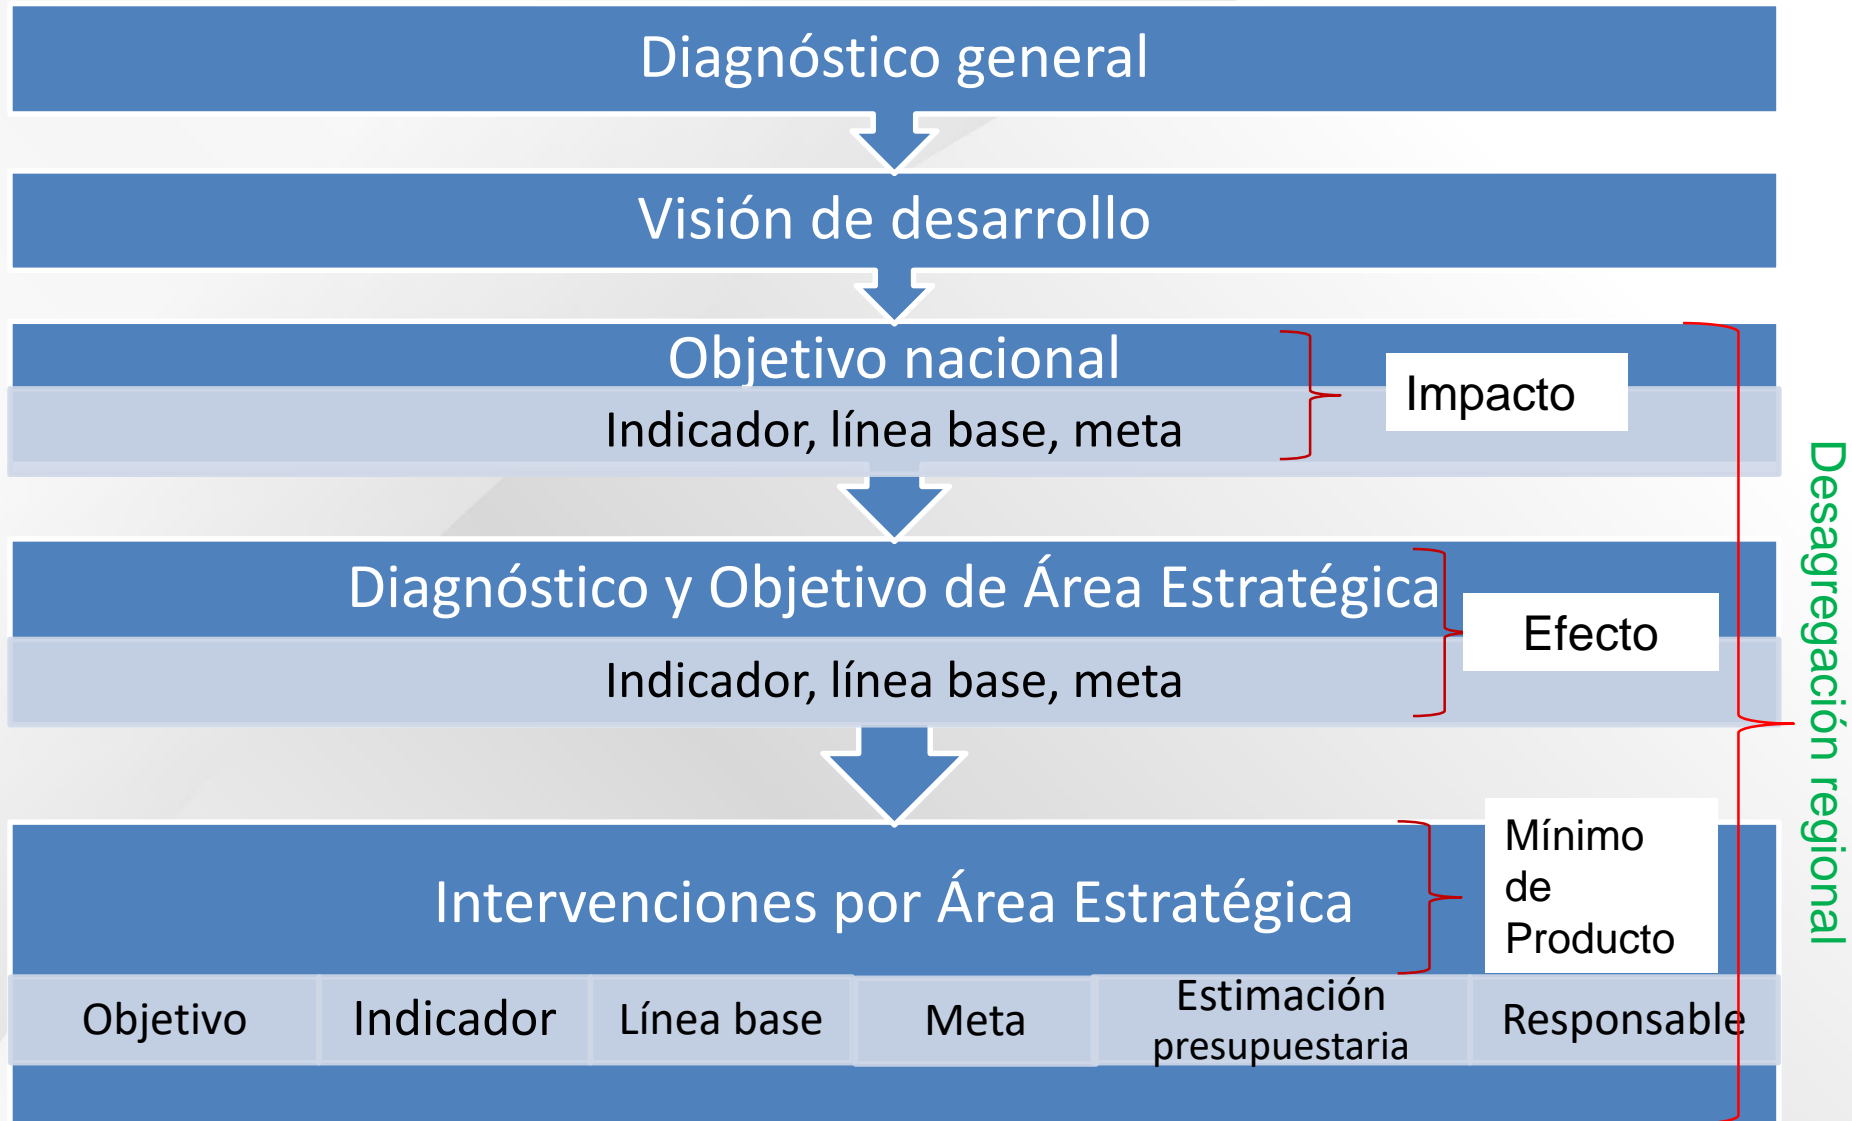 Diagnóstico general
Visión de desarrollo
Objetivo nacional
Indicador, línea base, meta
Impacto
Diagnóstico y Objetivo de Área Estratégica
Indicador, línea base, meta
Efecto
Intervenciones por Área Estratégica
Mínimo
de
Producto
Objetivo
Indicador
Línea base
Meta
Estimación
presupuestaria
Responsable
Desagregación regional